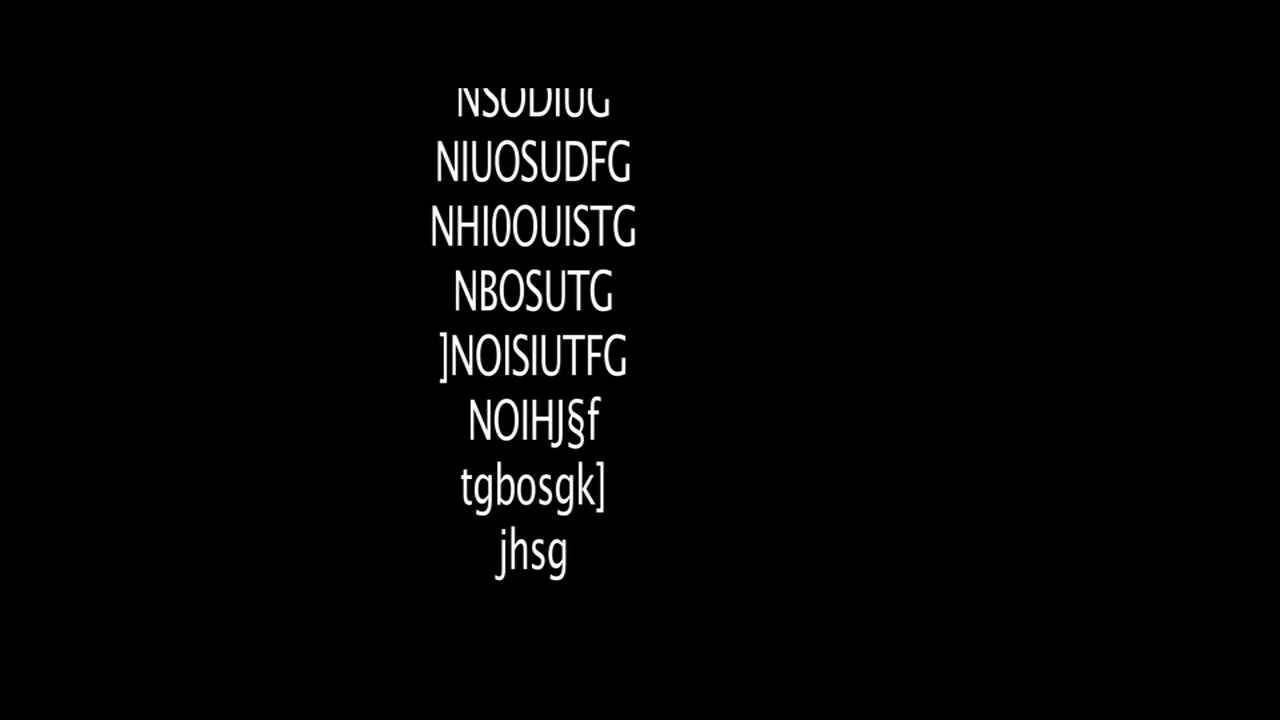 NIUOSUDFG
NHI0OUISTG
NBOSUTG
]NOISIUTFG
NOIHJ§f
tgbosgk]
jhsg